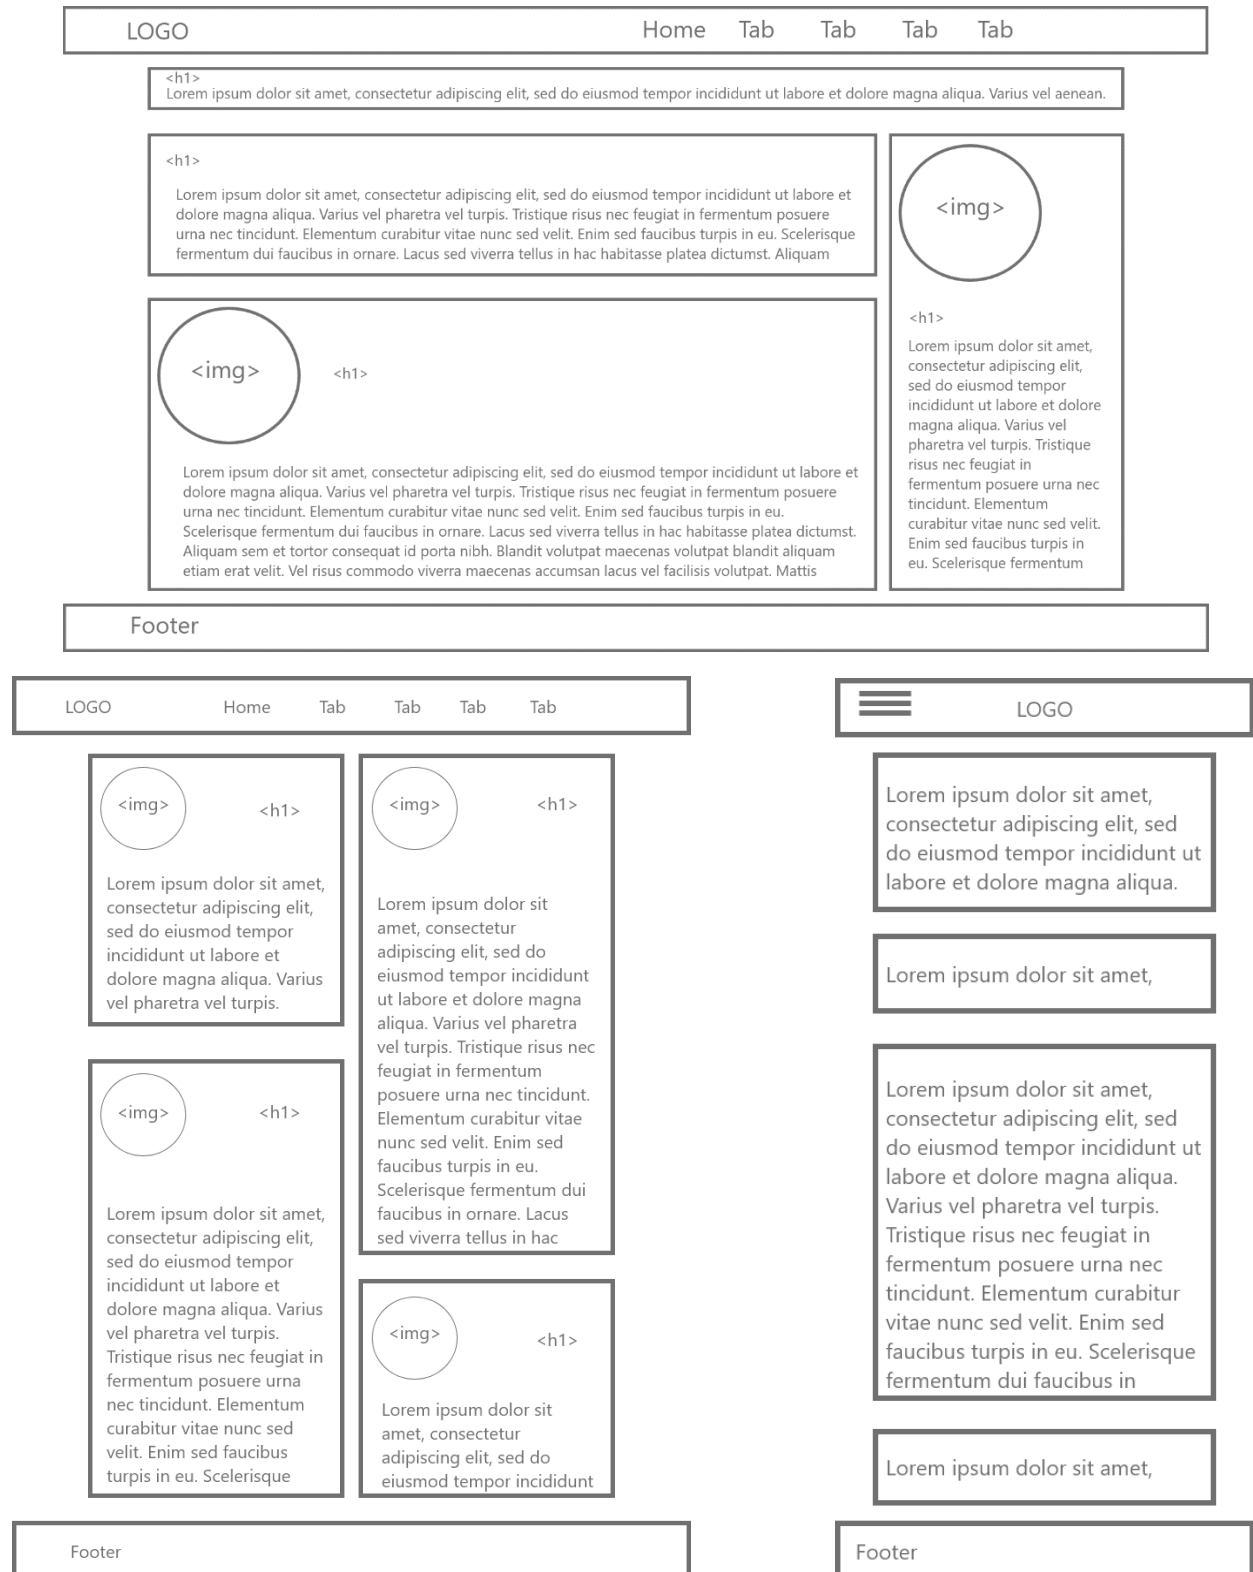 LOGO Home Tab Tab Tab Tab
<h1>
Lorem ipsum dolor sit amet, consectetur adipiscing elit, sed do eiusmod tempor incididunt ut labore et dolore magna aliqua. Varius vel aenean.
<h1>
Lorem ipsum dolor sit amet, consectetur adipiscing elit, sed do eiusmod tempor incididunt ut labore et
dolore magna aliqua. Varius vel pharetra vel turpis. Tristique risus nec feugiat in fermentum posuere
urna nec tincidunt. Elementum curabitur vitae nunc sed velit. Enim sed faucibus turpis in eu. Scelerisque
fermentum dui faucibus in ornare. Lacus sed viverra tellus in hac habitasse platea dictumst. Aliquam
<img>
<h1>
Lorem ipsum dolor sit amet, consectetur adipiscing elit, sed do eiusmod tempor incididunt ut labore et
dolore magna aliqua. Varius vel pharetra vel turpis. Tristique risus nec feugiat in fermentum posuere
urna nec tincidunt. Elementum curabitur vitae nunc sed velit. Enim sed faucibus turpis in eu.
Scelerisque fermentum dui faucibus in ornare. Lacus sed viverra tellus in hac habitasse platea dictumst.
Aliquam sem et tortor consequat id porta nibh. Blandit volutpat maecenas volutpat blandit aliquam
etiam erat velit. Vel risus commodo viverra maecenas accumsan lacus vel facilisis volutpat. Mattis
<img>
<h1>
Lorem ipsum dolor sit amet,
consectetur adipiscing elit,
sed do eiusmod tempor
incididunt ut labore et dolore
magna aliqua. Varius vel
pharetra vel turpis. Tristique
risus nec feugiat in
fermentum posuere urna nec
tincidunt. Elementum
curabitur vitae nunc sed velit.
Enim sed faucibus turpis in
eu. Scelerisque fermentum
Footer
LOGO Home Tab Tab Tab Tab
<img>
<h1>
Lorem ipsum dolor sit amet,
consectetur adipiscing elit,
sed do eiusmod tempor
incididunt ut labore et
dolore magna aliqua. Varius
vel pharetra vel turpis.
<img>
<h1>
Lorem ipsum dolor sit amet,
consectetur adipiscing elit,
sed do eiusmod tempor
incididunt ut labore et
dolore magna aliqua. Varius
vel pharetra vel turpis.
Tristique risus nec feugiat in
fermentum posuere urna
nec tincidunt. Elementum
curabitur vitae nunc sed
velit. Enim sed faucibus
turpis in eu. Scelerisque
<img>
<h1>
Lorem ipsum dolor sit
amet, consectetur
adipiscing elit, sed do
eiusmod tempor incididunt
ut labore et dolore magna
aliqua. Varius vel pharetra
vel turpis. Tristique risus nec
feugiat in fermentum
posuere urna nec tincidunt.
Elementum curabitur vitae
nunc sed velit. Enim sed
faucibus turpis in eu.
Scelerisque fermentum dui
faucibus in ornare. Lacus
sed viverra tellus in hac
<img>
<h1>
Lorem ipsum dolor sit
amet, consectetur
adipiscing elit, sed do
eiusmod tempor incididunt
Footer
LOGO
Lorem ipsum dolor sit amet,
consectetur adipiscing elit, sed
do eiusmod tempor incididunt ut
labore et dolore magna aliqua.
Lorem ipsum dolor sit amet,
Lorem ipsum dolor sit amet,
consectetur adipiscing elit, sed
do eiusmod tempor incididunt ut
labore et dolore magna aliqua.
Varius vel pharetra vel turpis.
Tristique risus nec feugiat in
fermentum posuere urna nec
tincidunt. Elementum curabitur
vitae nunc sed velit. Enim sed
faucibus turpis in eu. Scelerisque
fermentum dui faucibus in
Lorem ipsum dolor sit amet,
Footer